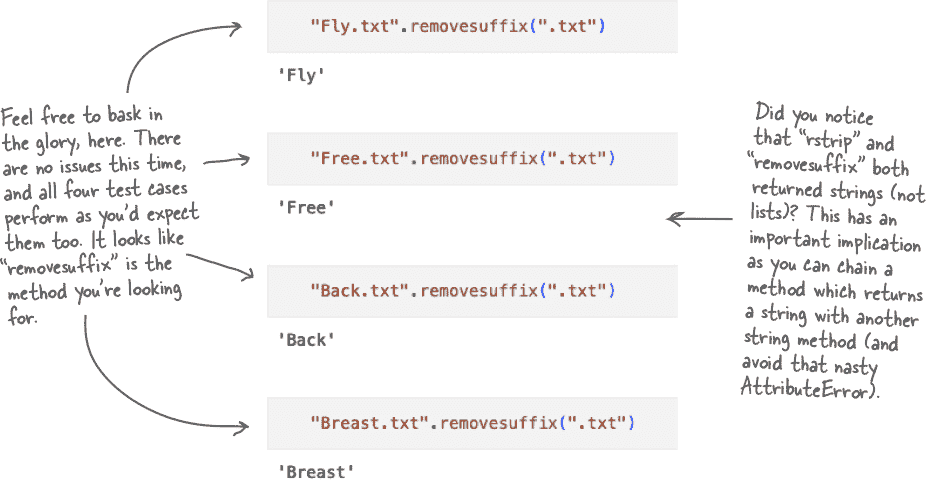 "Fly.txt".removesuffix(".txt")
'Fly'
Feel free to bask in
the glory, here. There
are no issues this time,
and all four test cases
perform as you'd expect
them too. It looks like
"removesuffix" is the
method you're looking
for.
"Free.txt".removesuffix(".txt")
'Free'
"Back.txt".removesuffix(".txt")
'Back'
"Breast.txt".removesuffix(".txt")
'Breast'
Did you notice
that "rstrip" and
"removesuffix" both
returned strings (not
lists)? This has an
important implication
as you can chain a
method which returns
a string with another
string method (and
avoid that nasty
AttributeError).